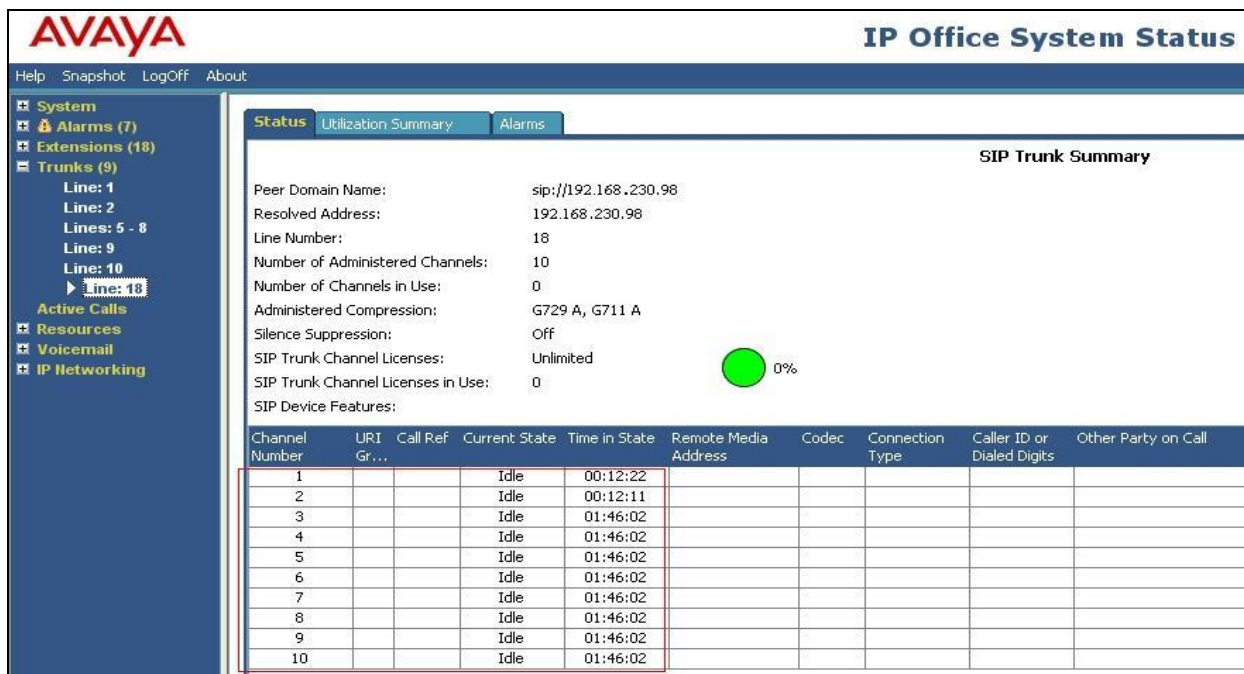 AVAYA
IP Office System Status
Help Snapshot LogOff About
System
Alarms (7)
Extensions (18)
Trunks (9)
Line: 1
Line: 2
Lines: 5 - 8
Line: 9
Line: 10
Line: 18
Active Calls
Resources
Voicemail
IP Networking
Status Utilization Summary Alarms
SIP Trunk Summary
Peer Domain Name: sip://192.168.230.98
Resolved Address: 192.168.230.98
Line Number: 18
Number of Administered Channels: 10
Number of Channels in Use: 0
Administered Compression: G729 A, G711 A
Silence Suppression: Off
SIP Trunk Channel Licenses: Unlimited
0%
SIP Trunk Channel Licenses in Use: 0
SIP Device Features:
Channel Number URI Gr... Call Ref Current State Time in State Remote Media Address Codec Connection Type Caller ID or Dialed Digits Other Party on Call
1 Idle 00:12:22
2 Idle 00:12:11
3 Idle 01:46:02
4 Idle 01:46:02
5 Idle 01:46:02
6 Idle 01:46:02
7 Idle 01:46:02
8 Idle 01:46:02
9 Idle 01:46:02
10 Idle 01:46:02